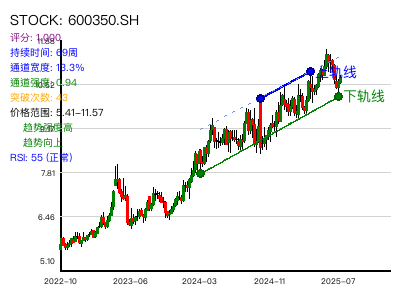 STOCK: 600350.SH
评分: 1.000
持续时间: 69周
通道宽度: 13.3%
通道强度: 0.94
突破次数: 43
价格范围: 5.41–11.57
趋势强度高
趋势向上
RSI: 55 (正常)
上轨线
下轨线
7.81
6.46
5.10
2022–10
2023–06
2024–03
2024–11
2025–07